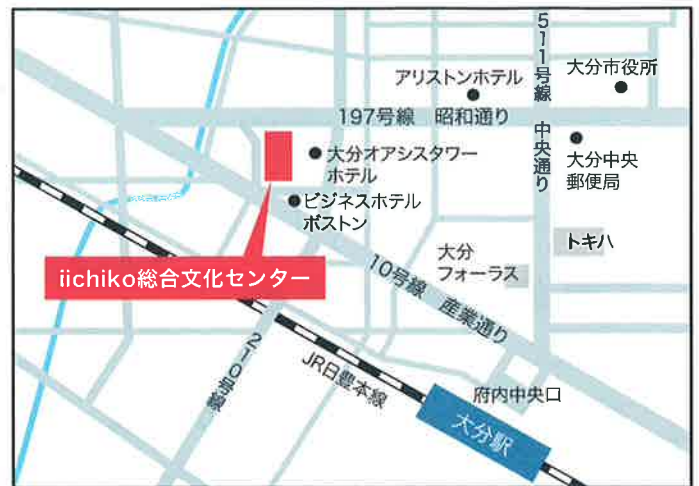 511号線 中央通り
アリストンホテル
大分市役所
197号線 昭和通り
大分オアシスタワー
ホテル
大分中央
郵便局
ビジネスホテル
ボストン
トキハ
大分
フォーラス
iichiko総合文化センター
10号線 産業通り
210号線
JR日豊本線
府内中央口
大分駅